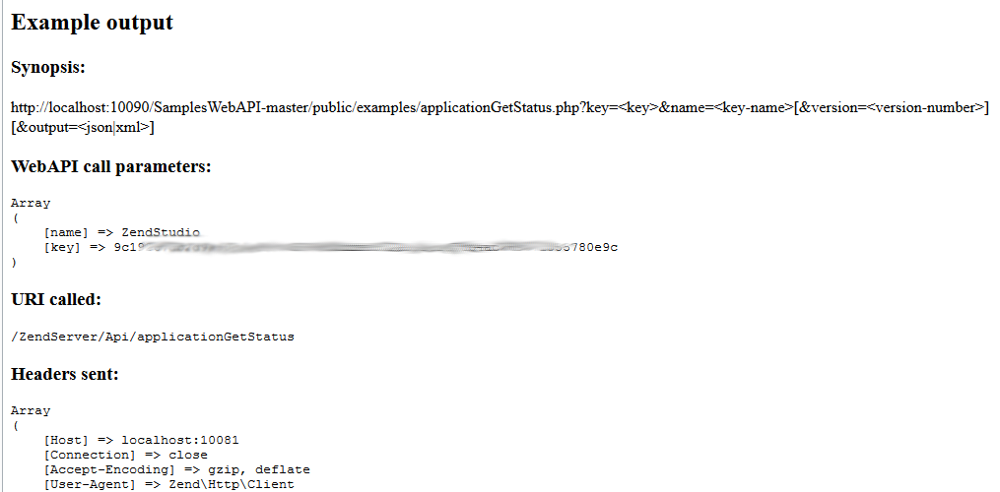 Example output
Synopsis:
http://localhost:10090/SamplesWebAPI-master/public/examples/applicationGetStatus.php?key=<key>&name=<key-name>[&version=<version-number>]
[&output=<json|xml>]
WebAPI call parameters:
Array
(
[name] => ZendStudio
[key] => 9c19 780e9c
)
URI called:
/ZendServer/Api/applicationGetStatus
Headers sent:
Array
(
[Host] => localhost:10081
[Connection] => close
[Accept-Encoding] => gzip, deflate
[User-Agent] => Zend\Http\Client